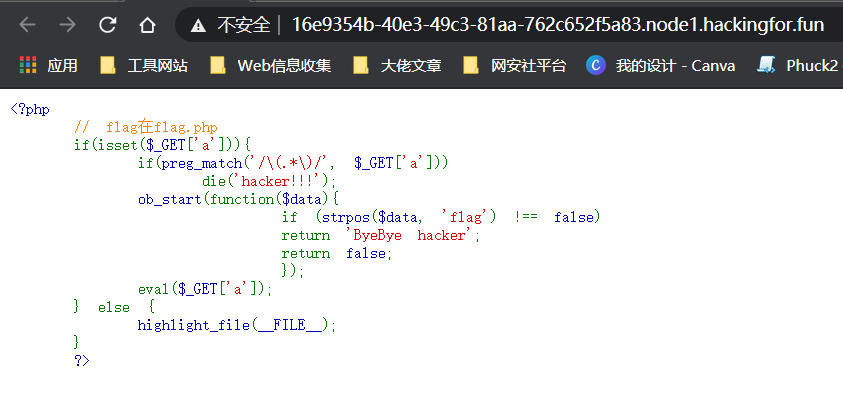 不安全 | 16e9354b-40e3-49c3-81aa-762c652f5a83.node1.hackingfor.fun
应用 工具网站 Web信息收集 大佬文章 网安社平台 C 我的设计 - Canva Phuck2
<?php
// flag在flag.php
if(isset($_GET['a'])){
if(preg_match('/\(.*\)/', $_GET['a']))
die('hacker!!!');
ob_start(function($data){
if (strpos($data, 'flag') !== false)
return 'ByeBye hacker';
return false;
});
eval($_GET['a']);
} else {
highlight_file(__FILE__);
}
?>